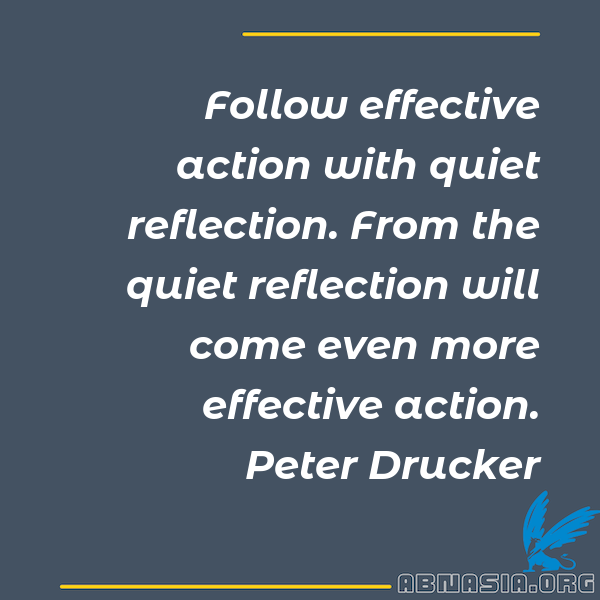 Follow effective
action with quiet
reflection. From the
quiet reflection will
come even more
effective action.
Peter Drucker
ABNASIA.ORG